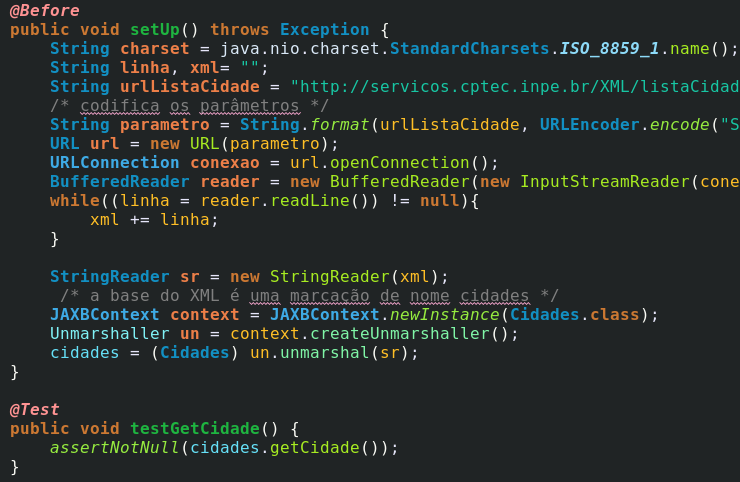 @Before
public void setUp() throws Exception {
    String charset = java.nio.charset.StandardCharsets.ISO_8859_1.name();
    String linha, xml= "";
    String urlListaCidade = "http://servicos.cptec.inpe.br/XML/listaCidad
    /* codifica os parâmetros */
    String parametro = String.format(urlListaCidade, URLEncoder.encode("S
    URL url = new URL(parametro);
    URLConnection conexao = url.openConnection();
    BufferedReader reader = new BufferedReader(new InputStreamReader(cone
    while((linha = reader.readLine()) != null){
        xml += linha;
    }

    StringReader sr = new StringReader(xml);
     /* a base do XML é uma marcação de nome cidades */
    JAXBContext context = JAXBContext.newInstance(Cidades.class);
    Unmarshaller un = context.createUnmarshaller();
    cidades = (Cidades) un.unmarshal(sr);
}

@Test
public void testGetCidade() {
    assertNotNull(cidades.getCidade());
}